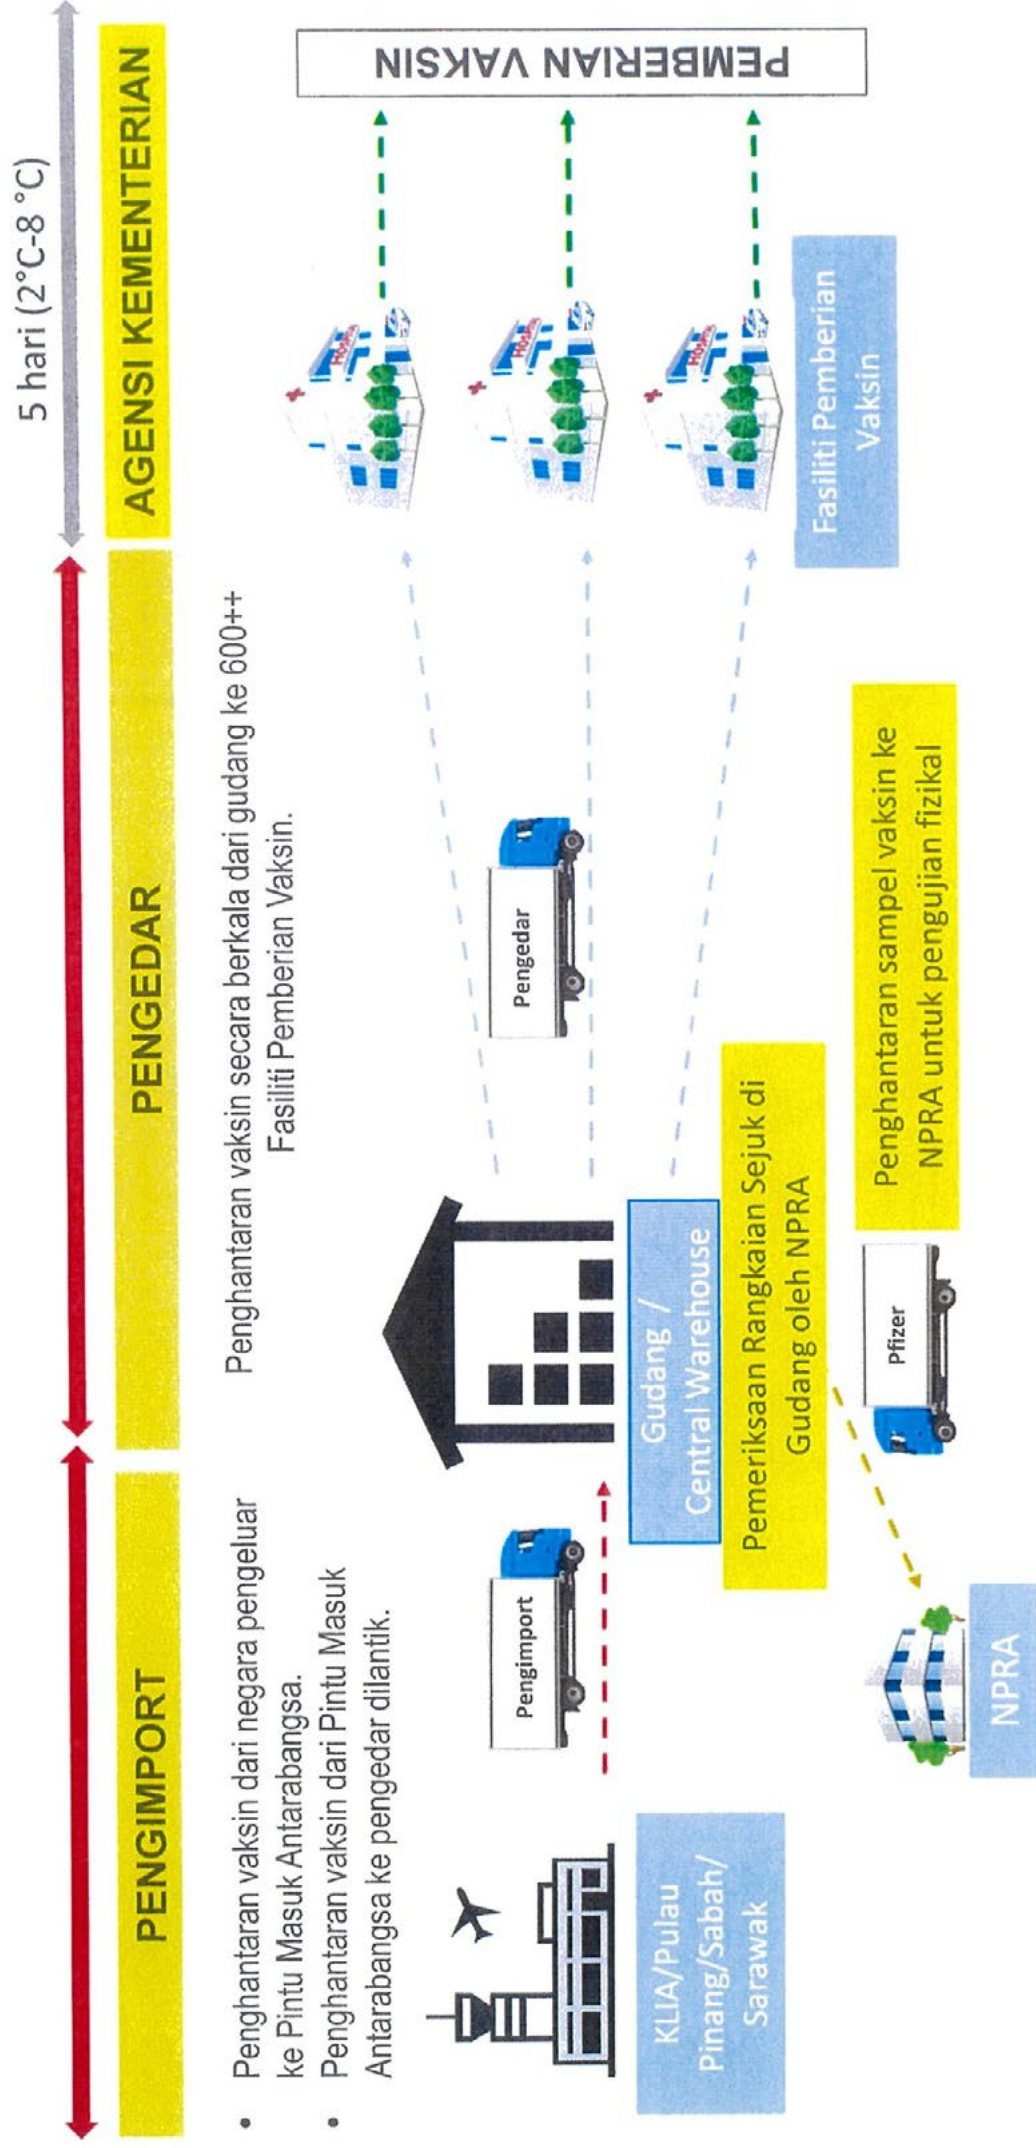 5 hari (2°C-8 °C)
PENGIMPORT
PENGEDAR
AGENSI KEMENTERIAN
• Penghantaran vaksin dari negara pengeluar
ke Pintu Masuk Antarabangsa.
• Penghantaran vaksin dari Pintu Masuk
Antarabangsa ke pengedar dilantik.
Penghantaran vaksin secara berkala dari gudang ke 600++
Fasiliti Pemberian Vaksin.
HOSPITAL
HOSPITAL
HOSPITAL
PEMBERIAN VAKSIN
Pengimport
Pengedar
KLIA/Pulau
Pinang/Sabah/
Sarawak
Gudang /
Central Warehouse
Pemeriksaan Rangkaian Sejuk di
Gudang oleh NPRA
Fasiliti Pemberian
Vaksin
Pfizer
Penghantaran sampel vaksin ke
NPRA untuk pengujian fizikal
NPRA